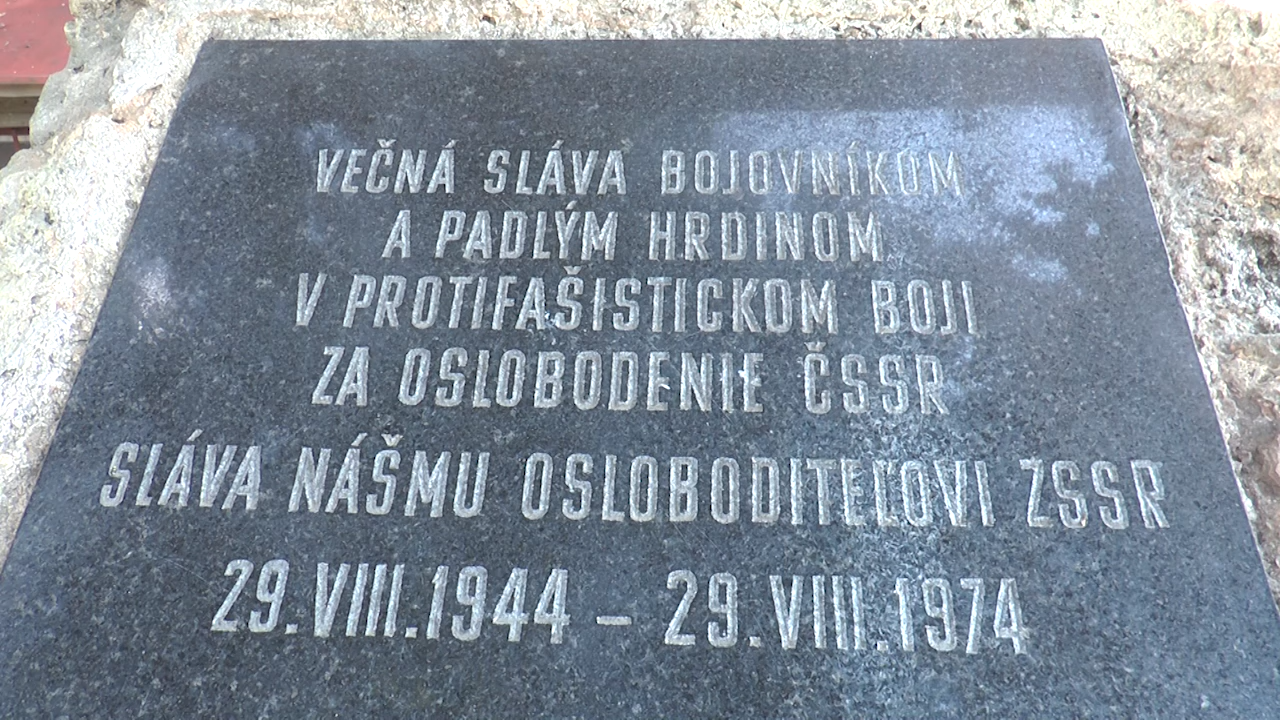 VEČNÁ SLÁVA BOJOVNÍKOM
A PADLÝM HRDINOM
V PROTIFAŠISTICKOM BOJI
ZA OSLOBODENIE ČSSR
SLÁVA NÁŠMU OSLOBODITEĽOVI ZSSR
29.VIII.1944 – 29.VIII.1974